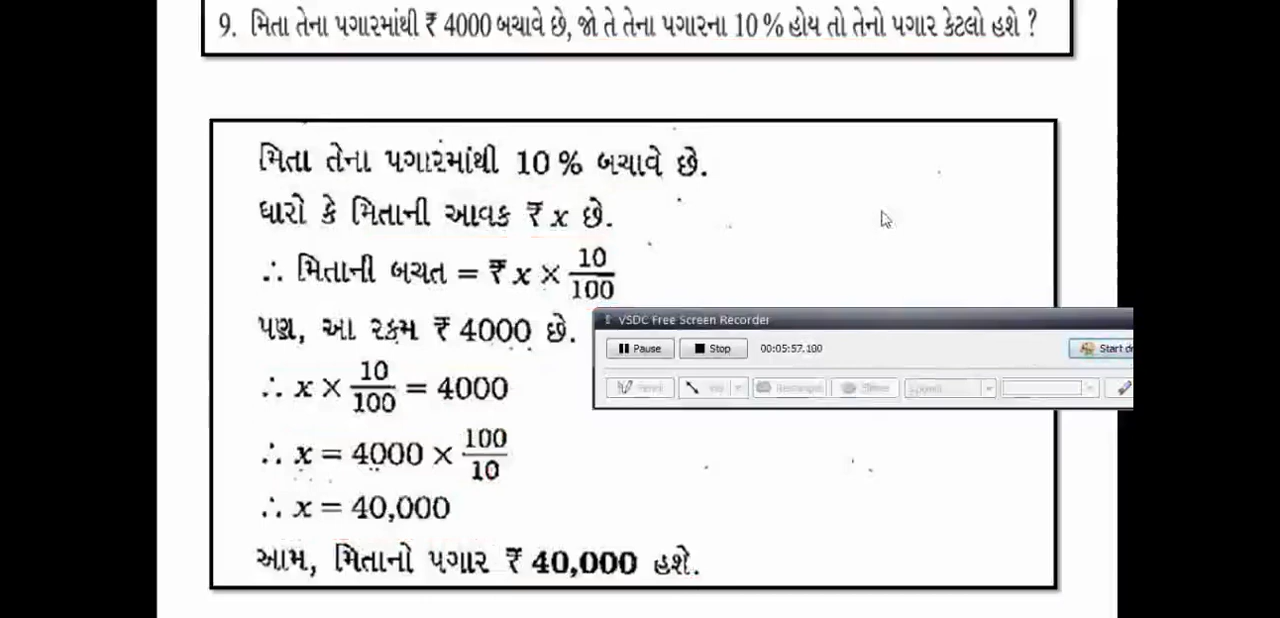 9. મિતા તેના પગારમાંથી ₹ 4000 બચાવે છે, જો તે તેના પગારના 10 % હોય તો તેનો પગાર કેટલો હશે ?
મિતા તેના પગારમાંથી 10 % બચાવે છે.
ધારો કે મિતાની આવક ₹ x છે.
∴ મિતાની બચત = ₹ x × 10/100
પણ, આ રકમ ₹ 4000 છે.
VSDC Free Screen Recorder
Pause Stop 00:05:57.100 Start
∴ x × 10/100 = 4000
∴ x = 4000 × 100/10
∴ x = 40,000
આમ, મિતાનો પગાર ₹ 40,000 હશે.